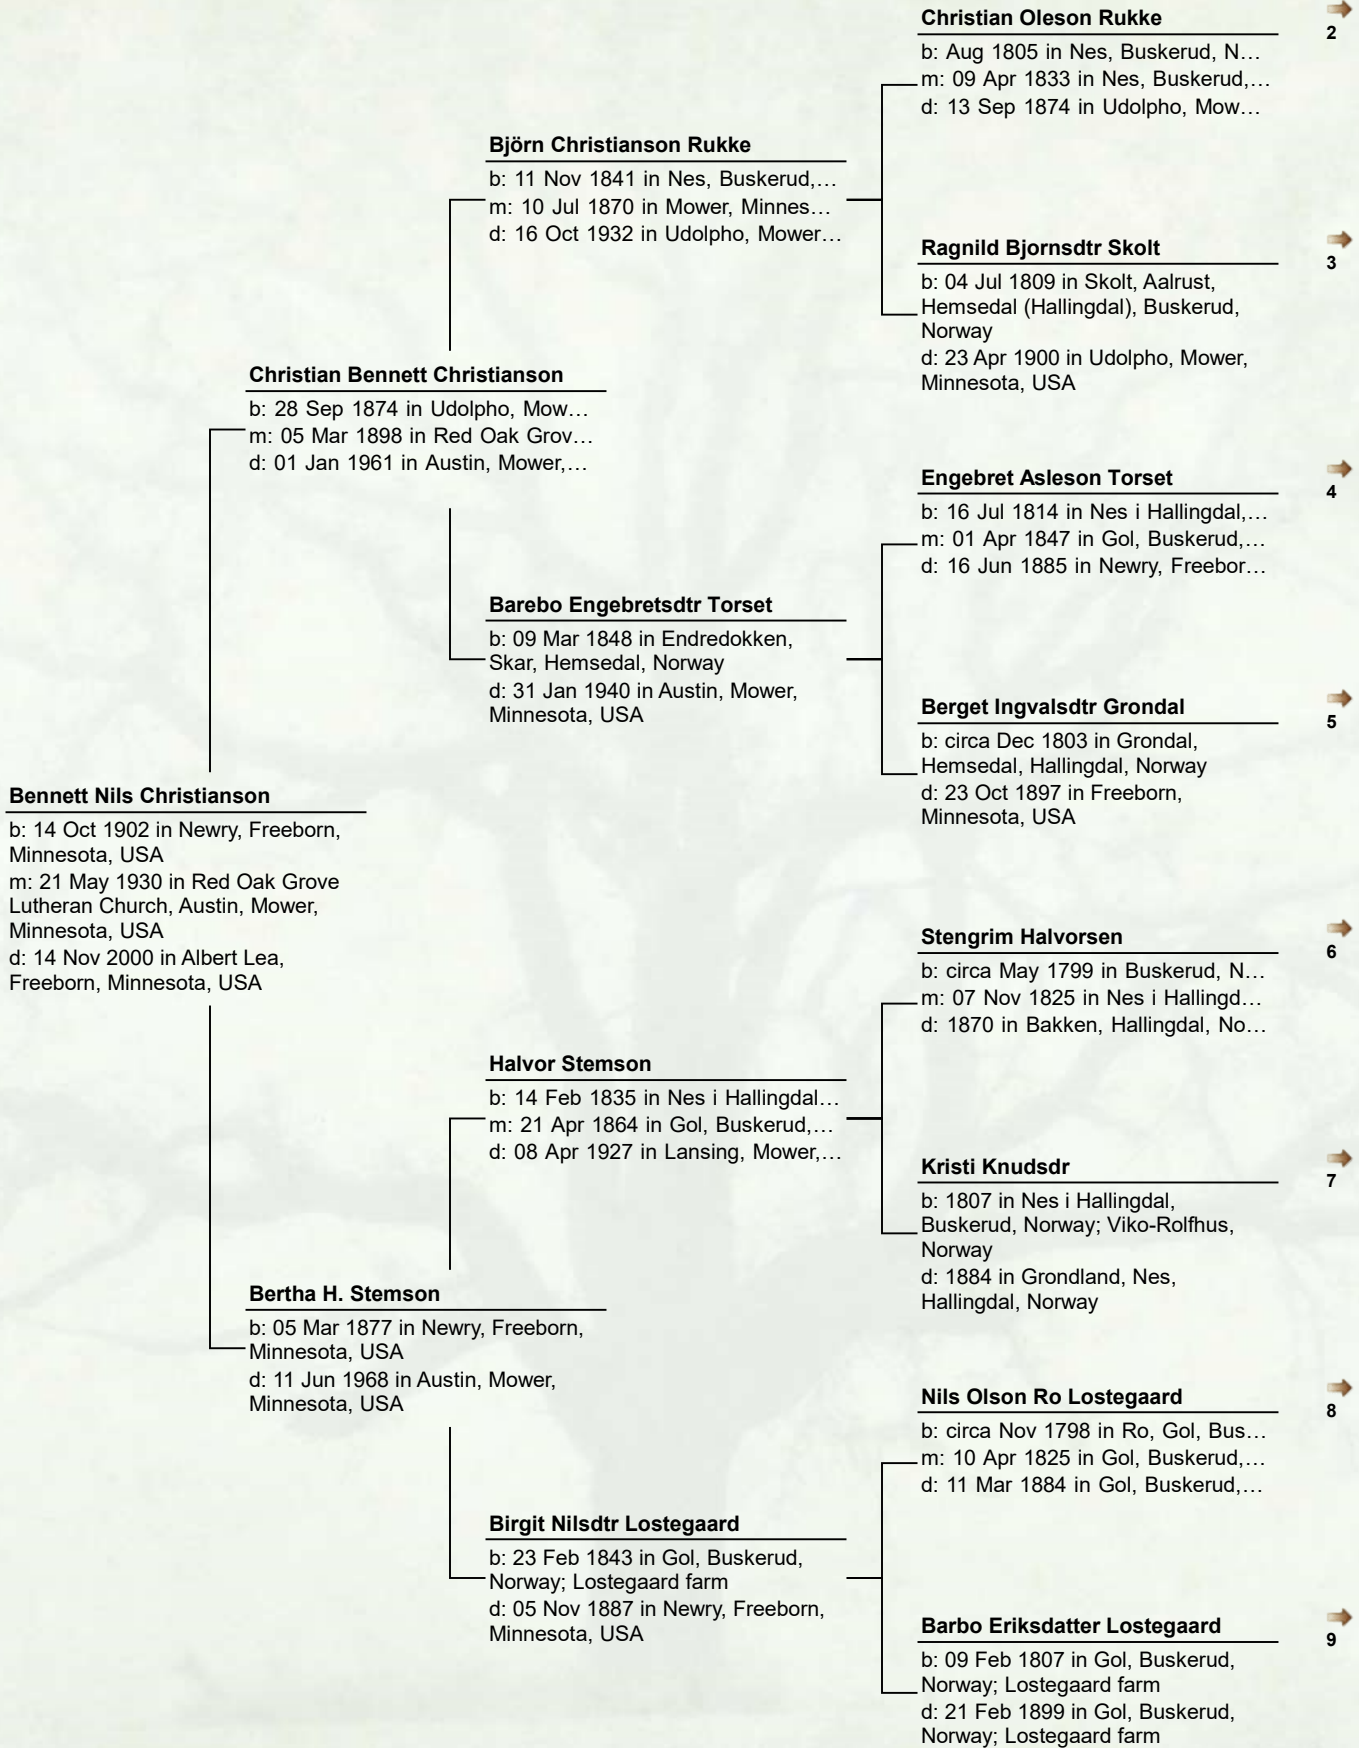 Christian Oleson Rukke
b: Aug 1805 in Nes, Buskerud, N…
m: 09 Apr 1833 in Nes, Buskerud,…
d: 13 Sep 1874 in Udolpho, Mow…
2
Björn Christianson Rukke
b: 11 Nov 1841 in Nes, Buskerud,…
m: 10 Jul 1870 in Mower, Minnes…
d: 16 Oct 1932 in Udolpho, Mower…
Ragnild Bjornsdtr Skolt
b: 04 Jul 1809 in Skolt, Aalrust,
Hemsedal (Hallingdal), Buskerud,
Norway
d: 23 Apr 1900 in Udolpho, Mower,
Minnesota, USA
3
Christian Bennett Christianson
b: 28 Sep 1874 in Udolpho, Mow…
m: 05 Mar 1898 in Red Oak Grov…
d: 01 Jan 1961 in Austin, Mower,…
Engebret Asleson Torset
b: 16 Jul 1814 in Nes i Hallingdal,…
m: 01 Apr 1847 in Gol, Buskerud,…
d: 16 Jun 1885 in Newry, Freebor…
4
Barebo Engebretsdtr Torset
b: 09 Mar 1848 in Endredokken,
Skar, Hemsedal, Norway
d: 31 Jan 1940 in Austin, Mower,
Minnesota, USA
Berget Ingvalsdtr Grondal
b: circa Dec 1803 in Grondal,
Hemsedal, Hallingdal, Norway
d: 23 Oct 1897 in Freeborn,
Minnesota, USA
5
Bennett Nils Christianson
b: 14 Oct 1902 in Newry, Freeborn,
Minnesota, USA
m: 21 May 1930 in Red Oak Grove
Lutheran Church, Austin, Mower,
Minnesota, USA
d: 14 Nov 2000 in Albert Lea,
Freeborn, Minnesota, USA
Stengrim Halvorsen
b: circa May 1799 in Buskerud, N…
m: 07 Nov 1825 in Nes i Hallingd…
d: 1870 in Bakken, Hallingdal, No…
6
Halvor Stemson
b: 14 Feb 1835 in Nes i Hallingdal…
m: 21 Apr 1864 in Gol, Buskerud,…
d: 08 Apr 1927 in Lansing, Mower,…
Kristi Knudsdr
b: 1807 in Nes i Hallingdal,
Buskerud, Norway; Viko-Rolfhus,
Norway
d: 1884 in Grondland, Nes,
Hallingdal, Norway
7
Bertha H. Stemson
b: 05 Mar 1877 in Newry, Freeborn,
Minnesota, USA
d: 11 Jun 1968 in Austin, Mower,
Minnesota, USA
Nils Olson Ro Lostegaard
b: circa Nov 1798 in Ro, Gol, Bus…
m: 10 Apr 1825 in Gol, Buskerud,…
d: 11 Mar 1884 in Gol, Buskerud,…
8
Birgit Nilsdtr Lostegaard
b: 23 Feb 1843 in Gol, Buskerud,
Norway; Lostegaard farm
d: 05 Nov 1887 in Newry, Freeborn,
Minnesota, USA
Barbo Eriksdatter Lostegaard
b: 09 Feb 1807 in Gol, Buskerud,
Norway; Lostegaard farm
d: 21 Feb 1899 in Gol, Buskerud,
Norway; Lostegaard farm
9